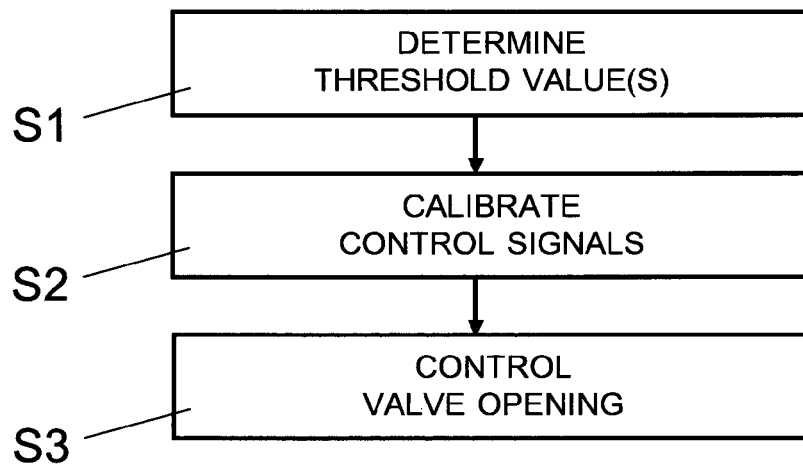 DETERMINE
THRESHOLD VALUE(S)
S1
CALIBRATE
CONTROL SIGNALS
S2
CONTROL
VALVE OPENING
S3